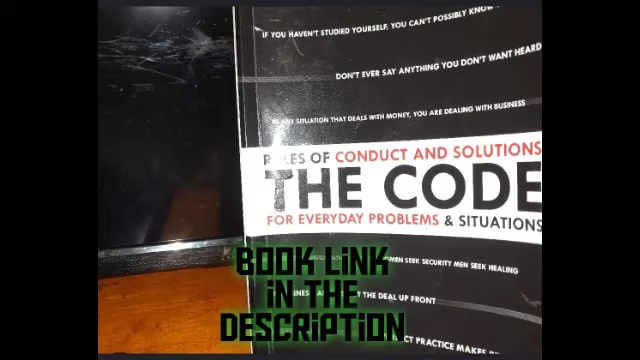 IF YOU HAVEN'T STUDIED YOURSELF, YOU CAN'T POSSIBLY KNOW
DON'T EVER SAY ANYTHING YOU DON'T WANT HEARD
ANY SITUATION THAT DEALS WITH MONEY, YOU ARE DEALING WITH BUSINESS
RULES OF CONDUCT AND SOLUTIONS
THE CODE
FOR EVERYDAY PROBLEMS & SITUATIONS
SEEK SECURITY MEN SEEK HEALING
THE DEAL UP FRONT
PRACTICE MAKES
BOOK LINK
IN THE
DESCRIPTION